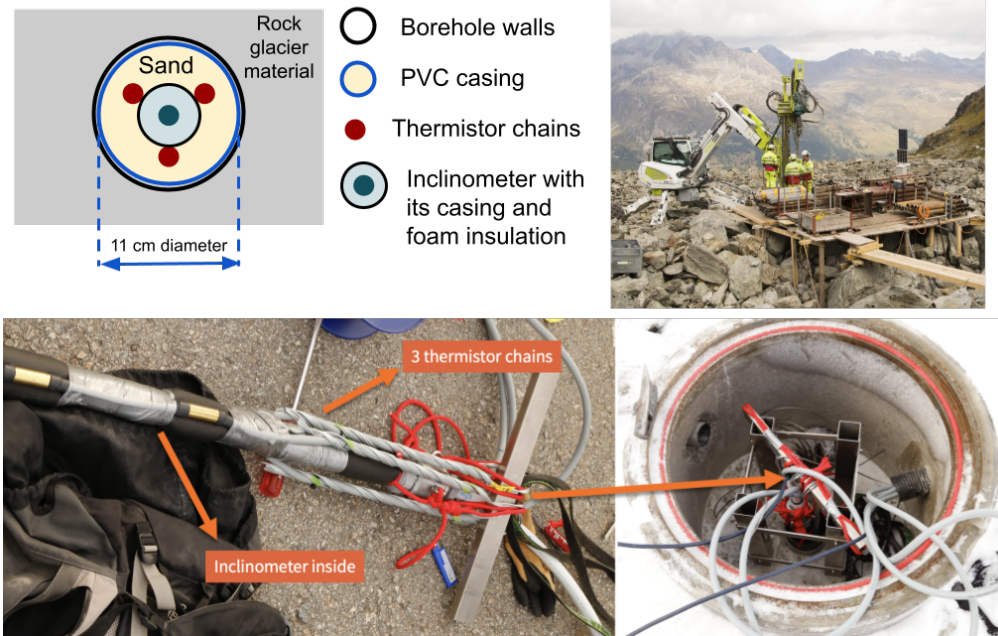 Rock
glacier
material
Sand
11 cm diameter
Borehole walls
PVC casing
Thermistor chains
Inclinometer with
its casing and
foam insulation
3 thermistor chains
Inclinometer inside